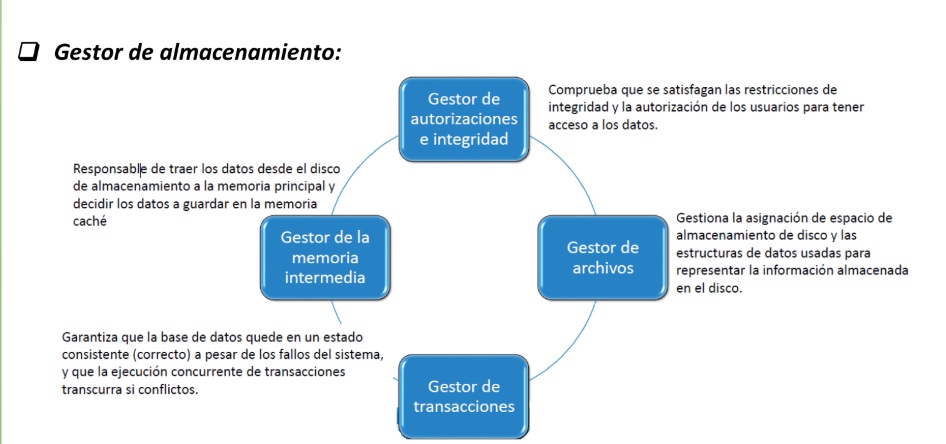 Gestor de almacenamiento:
Gestor de
autorizaciones
e integridad
Comprueba que se satisfagan las restricciones de
integridad y la autorización de los usuarios para tener
acceso a los datos.
Responsable de traer los datos desde el disco
de almacenamiento a la memoria principal y
decidir los datos a guardar en la memoria
caché
Gestor de la
memoria
intermedia
Gestor de
archivos
Gestiona la asignación de espacio de
almacenamiento de disco y las
estructuras de datos usadas para
representar la información almacenada
en el disco.
Garantiza que la base de datos quede en un estado
consistente (correcto) a pesar de los fallos del sistema,
y que la ejecución concurrente de transacciones
transcurra si conflictos.
Gestor de
transacciones